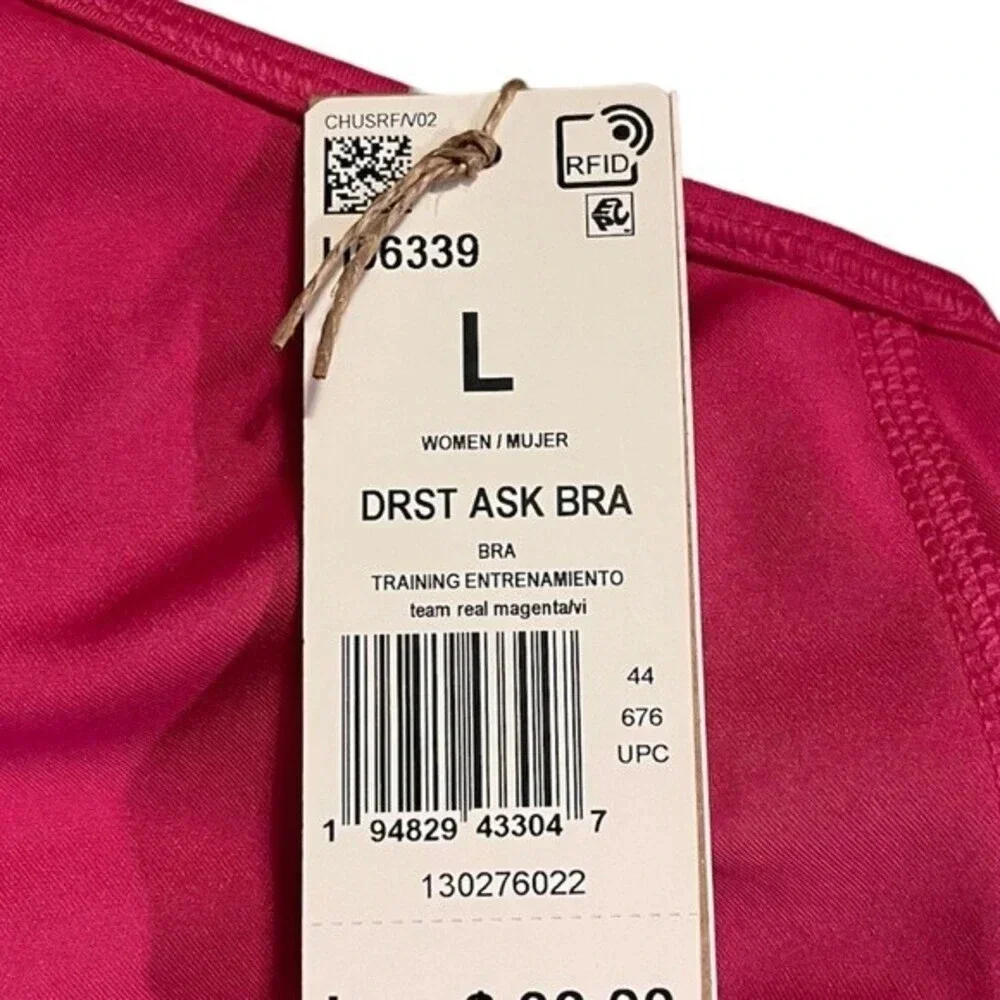 CHUSRF/V02
RFID
EPC
L
WOMEN / MUJER
DRST ASK BRA
BRA
TRAINING ENTRENAMIENTO
team real magenta/vi
44
676
UPC
1 94829 43304 7
130276022